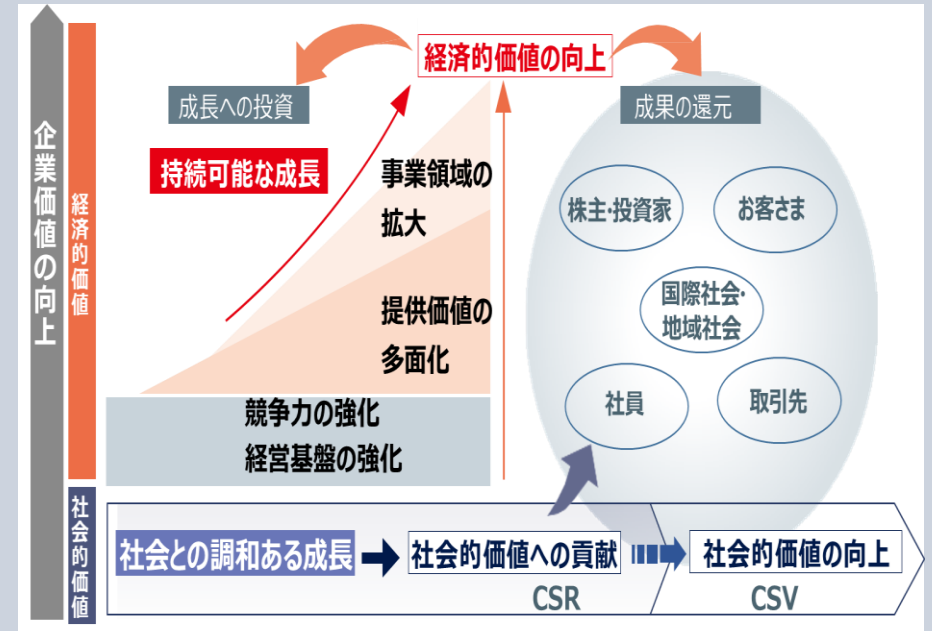 企業価値の向上
経済的価値
社会的価値
経済的価値の向上
成長への投資
成果の還元
持続可能な成長
事業領域の
拡大
提供価値の
多面化
競争力の強化
経営基盤の強化
株主・投資家
お客さま
国際社会・
地域社会
社員
取引先
社会との調和ある成長
社会的価値への貢献
CSR
社会的価値の向上
CSV